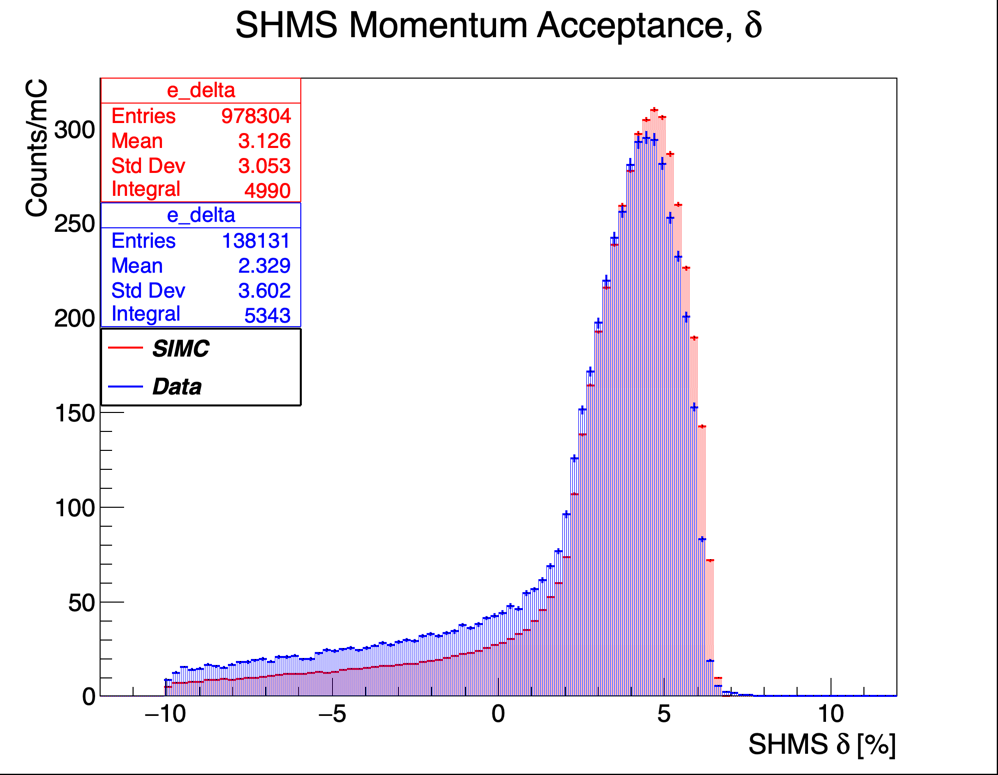 SHMS Momentum Acceptance, δ
Counts/mC
e_delta
Entries 978304
Mean 3.126
Std Dev 3.053
Integral 4990
e_delta
Entries 138131
Mean 2.329
Std Dev 3.602
Integral 5343
SIMC
Data
300
250
200
150
100
50
0
−10 −5 0 5 10
SHMS δ [%]